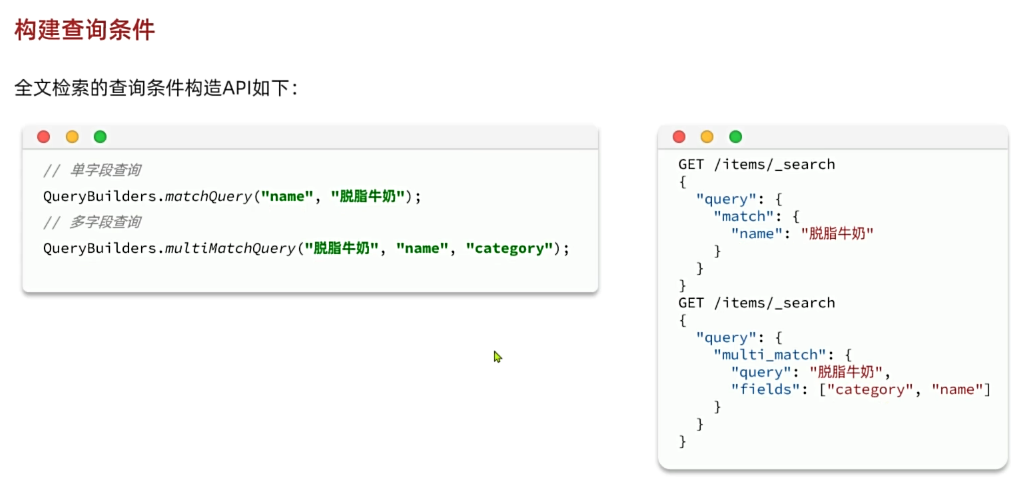 构建查询条件
全文检索的查询条件构造API如下：
// 单字段查询
QueryBuilders.matchQuery("name", "脱脂牛奶");
// 多字段查询
QueryBuilders.multiMatchQuery("脱脂牛奶", "name", "category");
GET /items/_search
{
  "query": {
    "match": {
      "name": "脱脂牛奶"
    }
  }
}
GET /items/_search
{
  "query": {
    "multi_match": {
      "query": "脱脂牛奶",
      "fields": ["category", "name"]
    }
  }
}